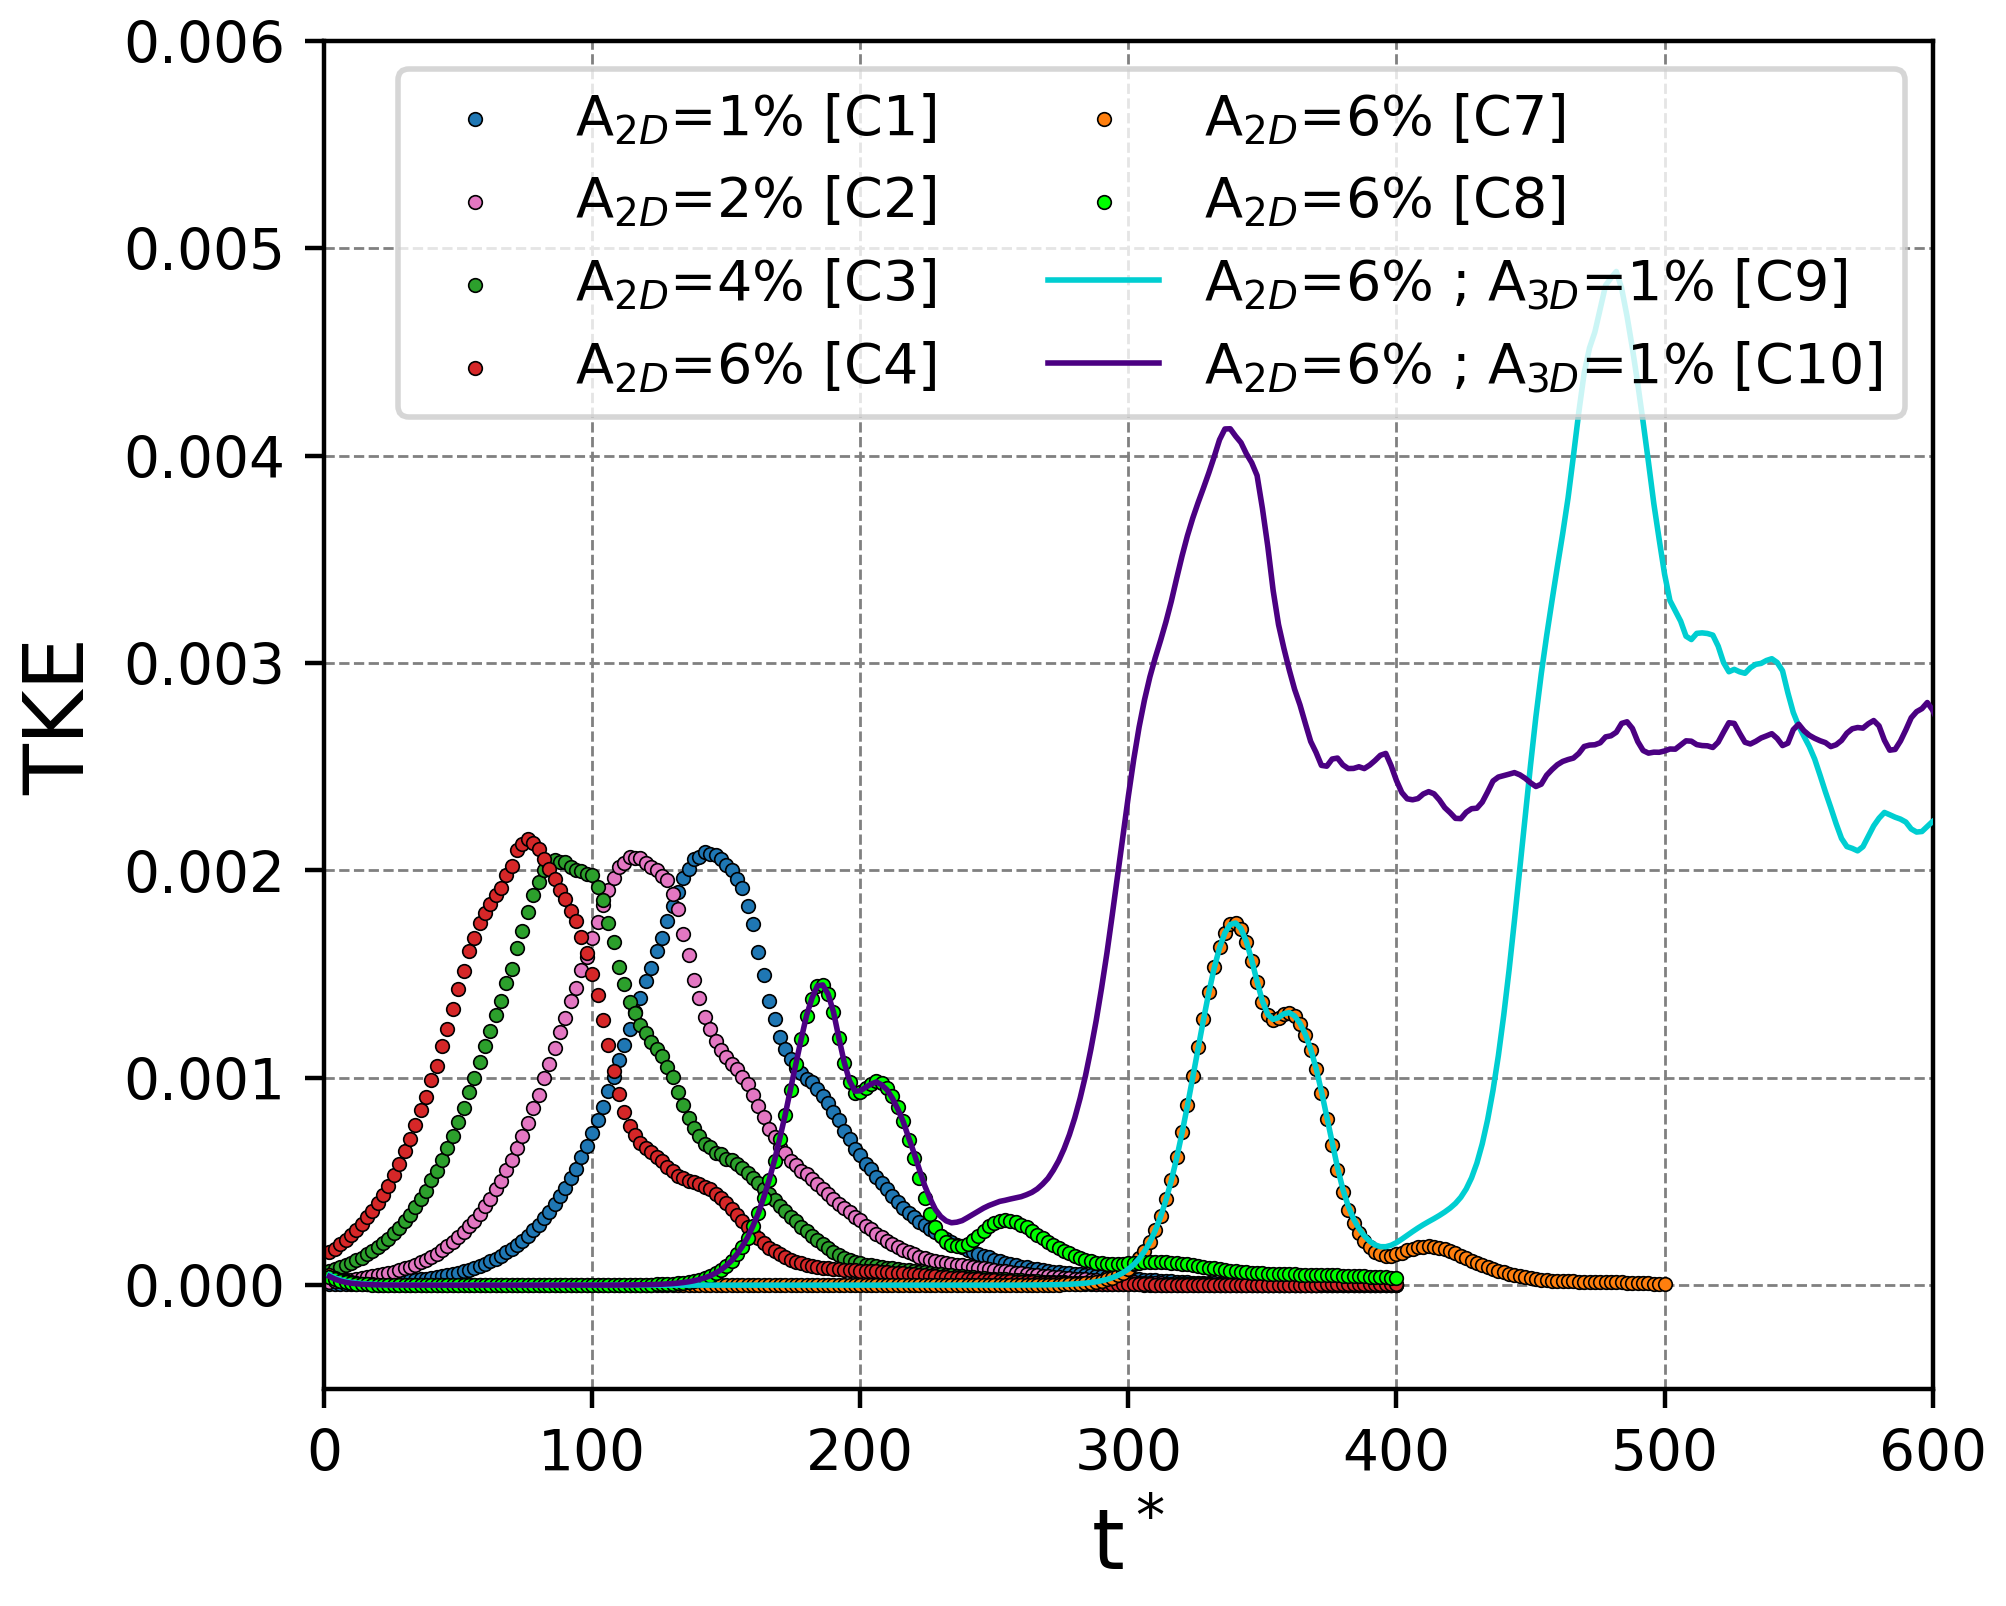 0.006
0.005
0.004
0.003
0.002
0.001
0.000
TKE
A2D=1% [C1]
A2D=2% [C2]
A2D=4% [C3]
A2D=6% [C4]
A2D=6% [C7]
A2D=6% [C8]
A2D=6% ; A3D=1% [C9]
A2D=6% ; A3D=1% [C10]
0 100 200 300 400 500 600
t*